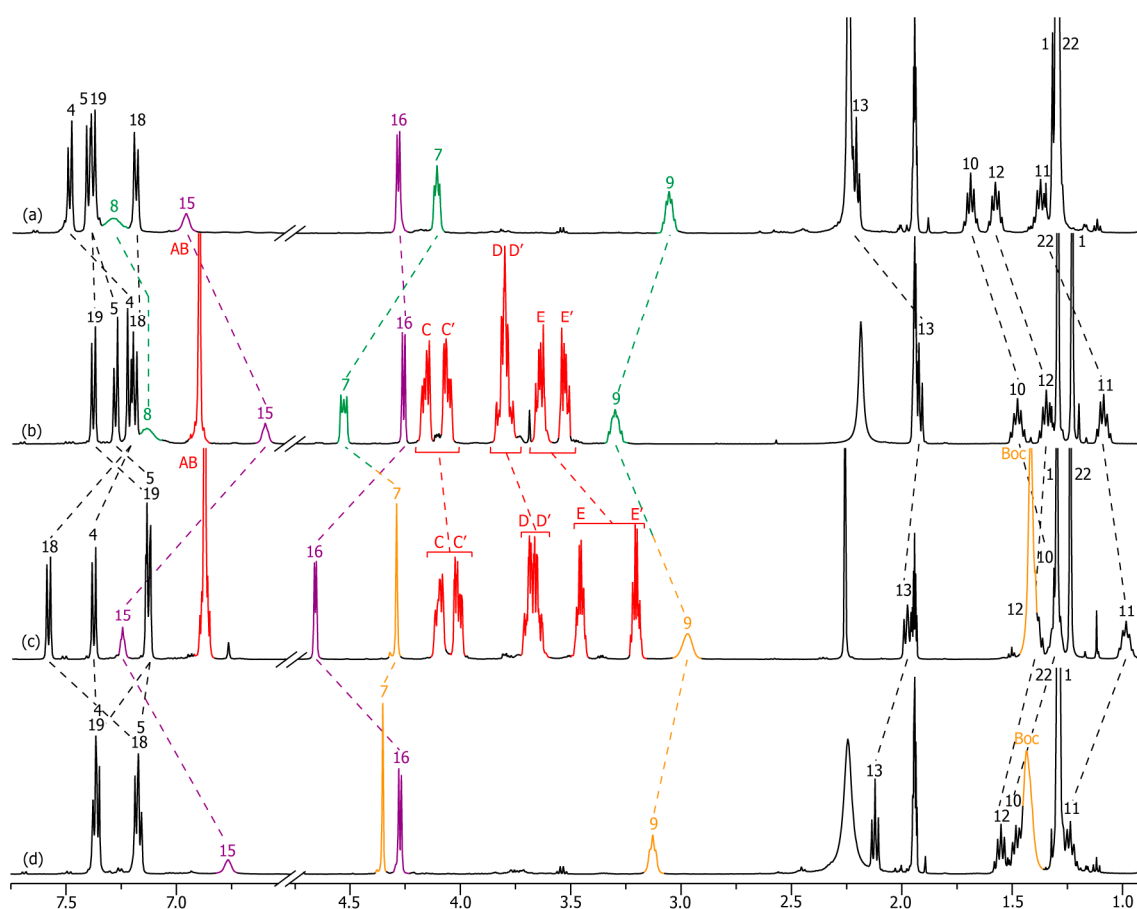 1 22
4 5 19 8 18 15 16 7 9 13 10 12 11
(a)
AB D D′ 22 1
19 5 4 18 8 15 7 16 C C′ E E′ 9 13 10 12 11
(b)
AB Boc
18 4 5 19 15 16 7 C C′ D D′ E E′ 9 13 12 10 1 22 11
(c)
4 19 5 18 15 7 16 9 13 12 10 Boc 22 1 11
(d)
7.5 7.0 4.5 4.0 3.5 3.0 2.5 2.0 1.5 1.0